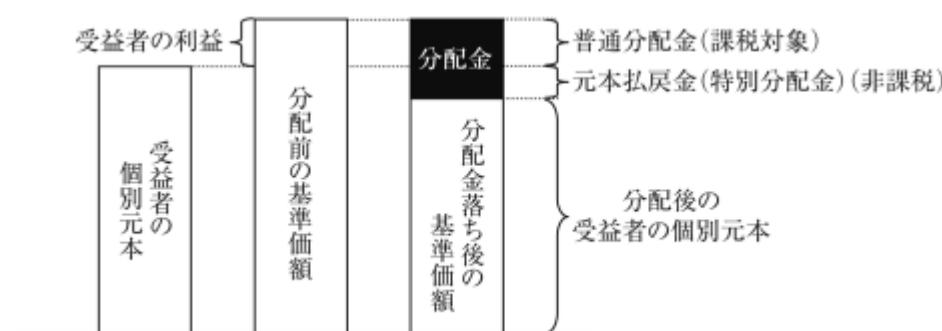 受益者の利益
分配金
普通分配金(課税対象)
元本払戻金(特別分配金)(非課税)
受益者の
個別元本
分配前の基準価額
分配金落ち後の
基準価額
分配後の
受益者の個別元本